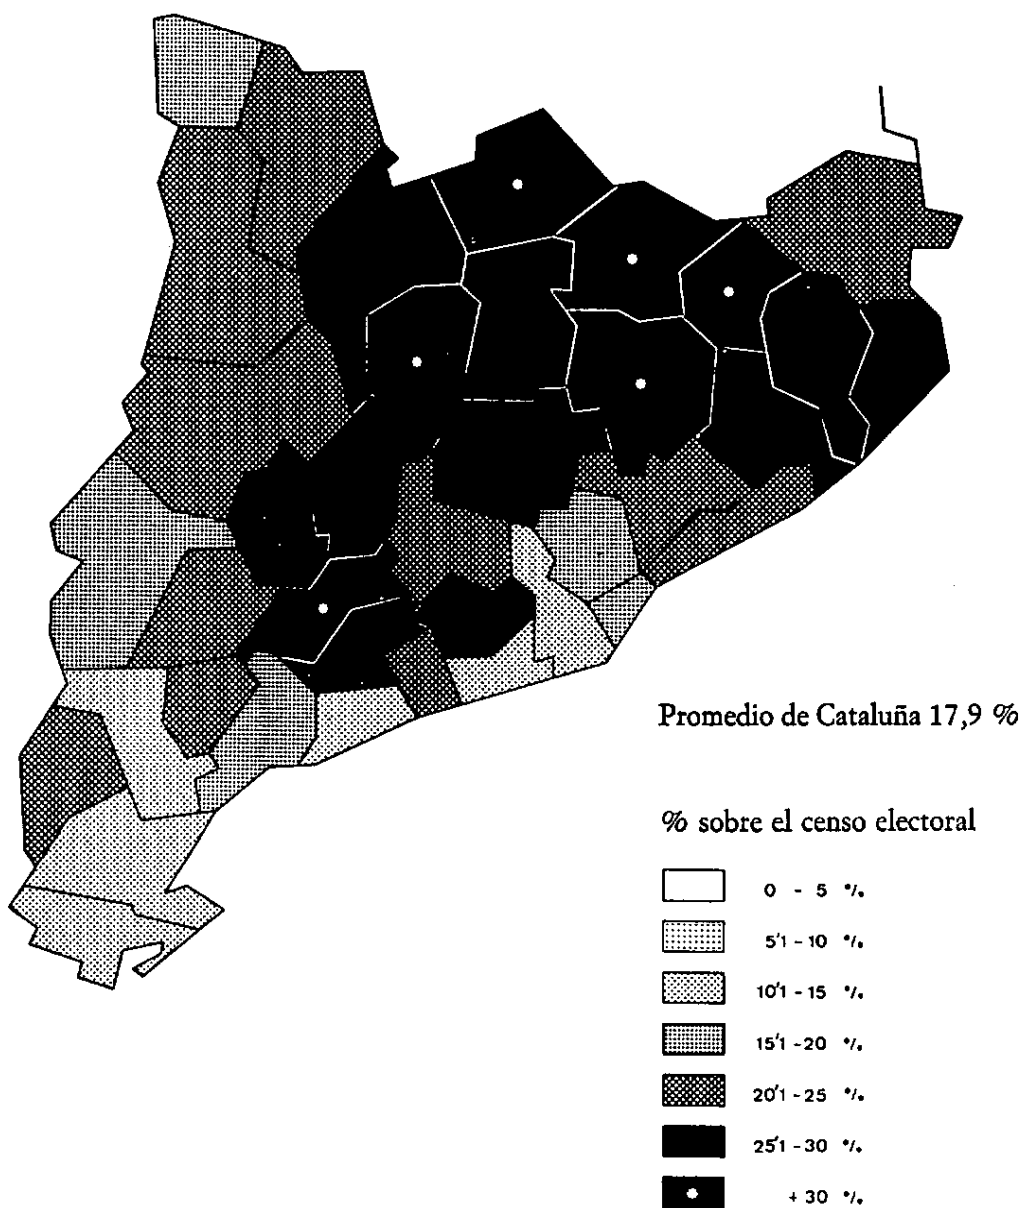 Promedio de Cataluña 17,9 %
% sobre el censo electoral
0 - 5 %
5'1 - 10 %
10'1 - 15 %
15'1 - 20 %
20'1 - 25 %
25'1 - 30 %
+ 30 %